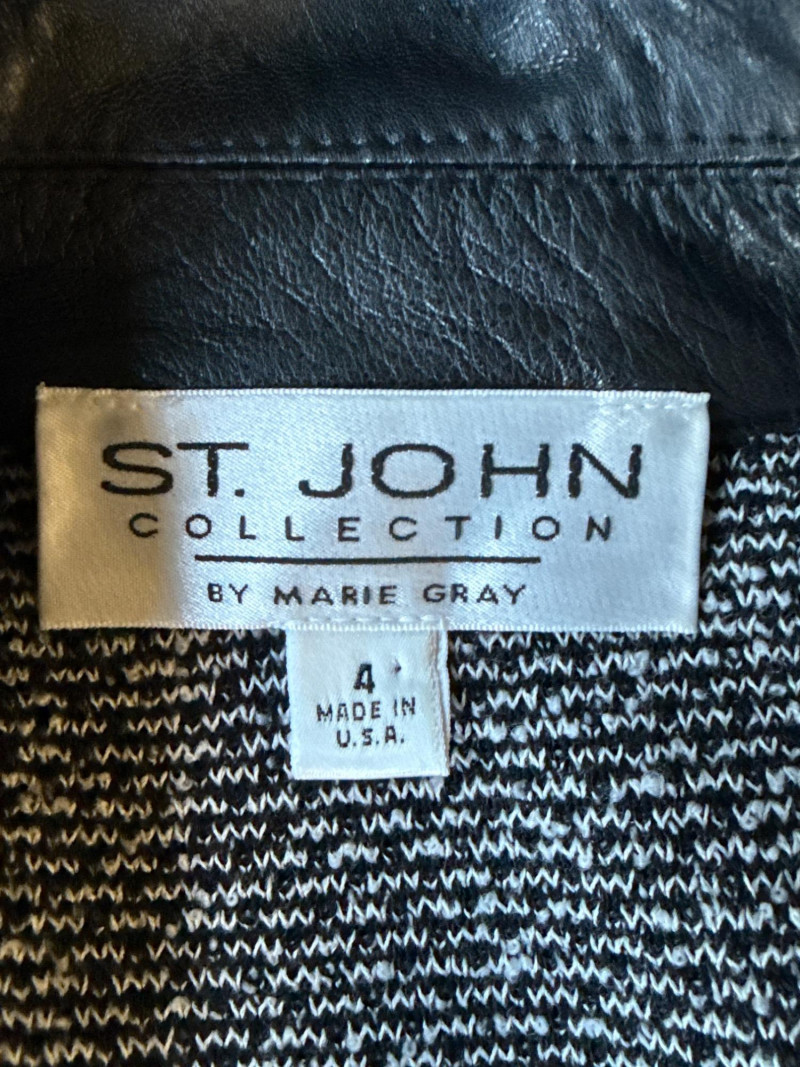 ST. JOHN
COLLECTION
BY MARIE GRAY
4
MADE IN
U.S.A.